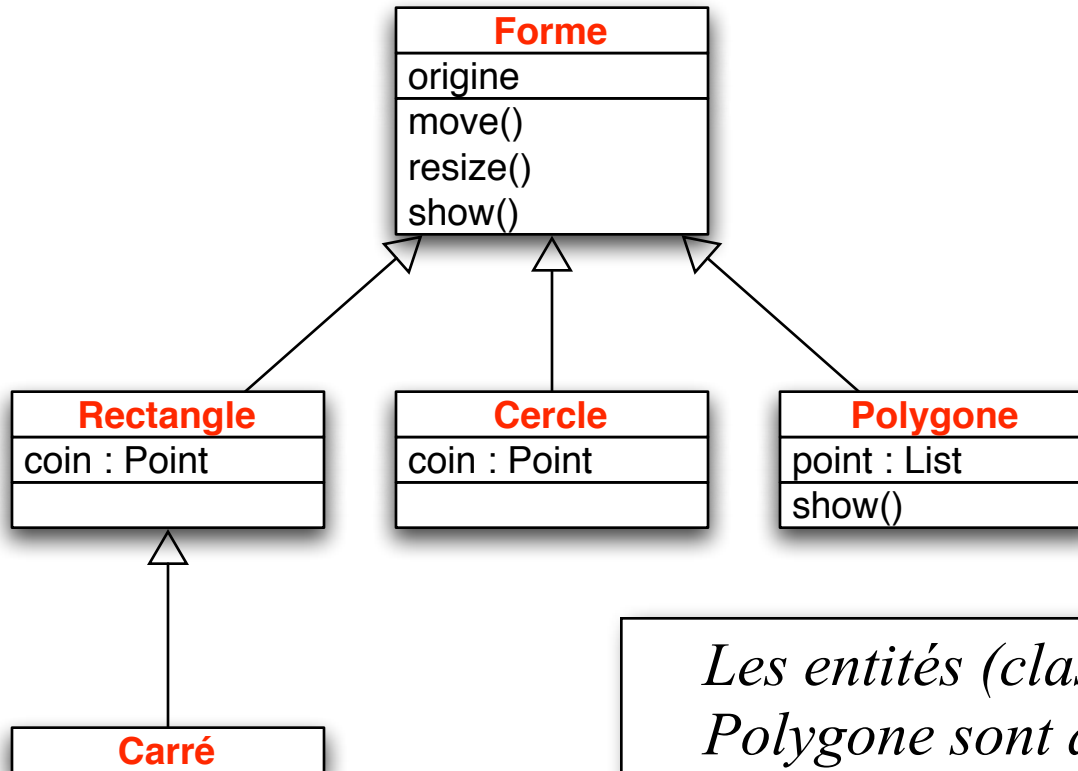 Forme
origine
move()
resize()
show()
Rectangle
coin : Point
Cercle
coin : Point
Polygone
point : List
show()
Carré
Les entités
Polygone sont